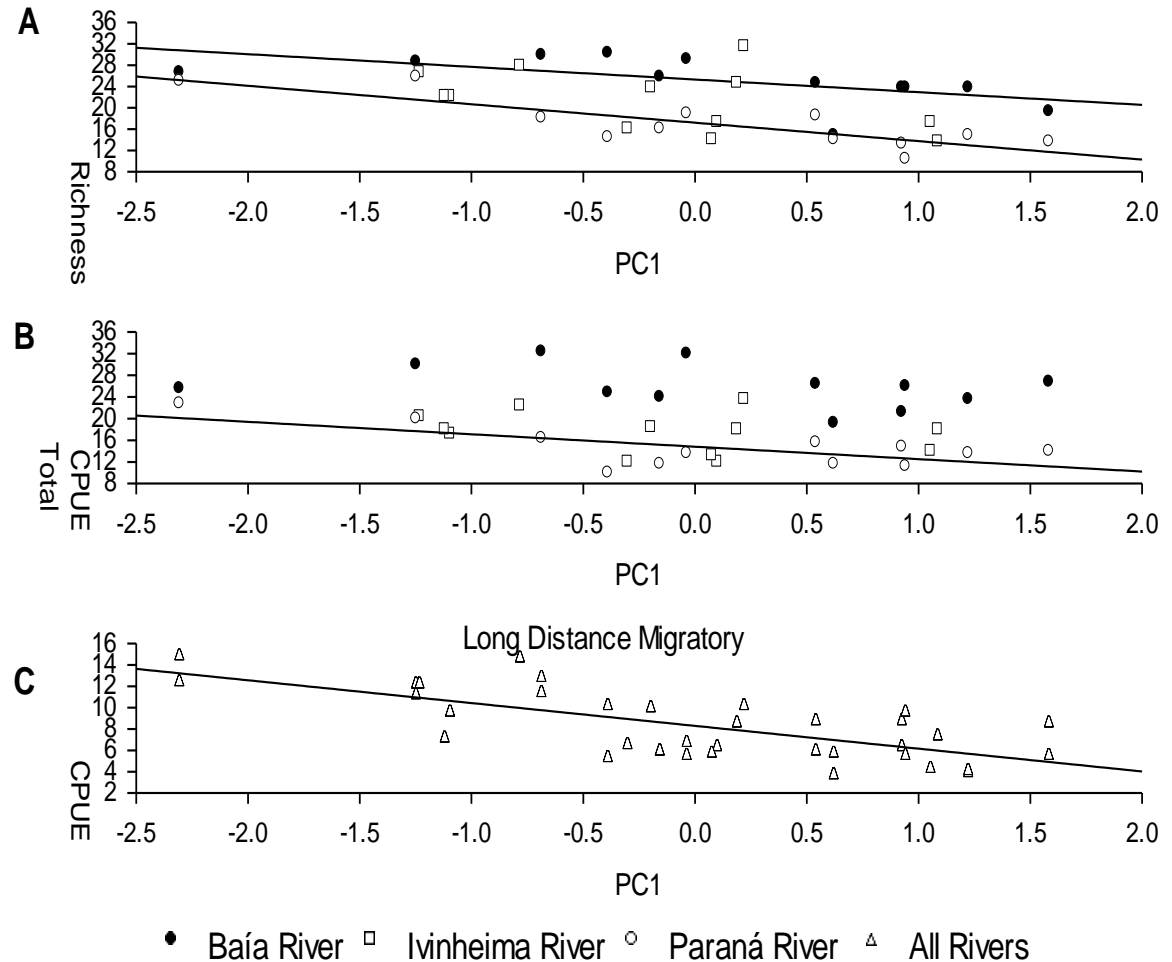 A
36
32
28
24
20
16
12
8
Richness
-2.5 -2.0 -1.5 -1.0 -0.5 0.0 0.5 1.0 1.5 2.0
PC1
B
36
32
28
24
20
16
12
8
CPUE
Total
-2.5 -2.0 -1.5 -1.0 -0.5 0.0 0.5 1.0 1.5 2.0
PC1
Long Distance Migratory
C
16
14
12
10
8
6
4
2
CPUE
-2.5 -2.0 -1.5 -1.0 -0.5 0.0 0.5 1.0 1.5 2.0
PC1
Baía River Ivinheima River Paraná River All Rivers